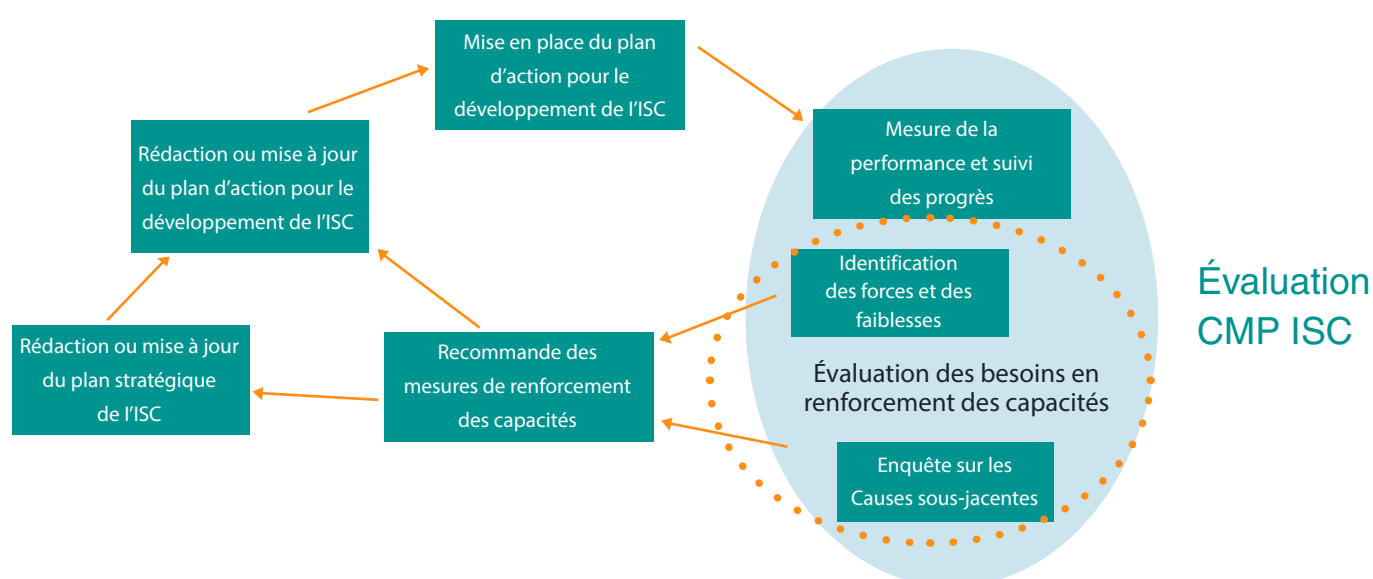 Mise en place du plan
d’action pour le
développement de l’ISC
Mesure de la
performance et suivi
des progrès
Rédaction ou mise à jour
du plan d’action pour le
développement de l’ISC
Identification
des forces et des
faiblesses
Évaluation
CMP ISC
Rédaction ou mise à jour
du plan stratégique
de l’ISC
Recommande des
mesures de renforcement
des capacités
Évaluation des besoins en
renforcement des capacités
Enquête sur les
Causes sous-jacentes